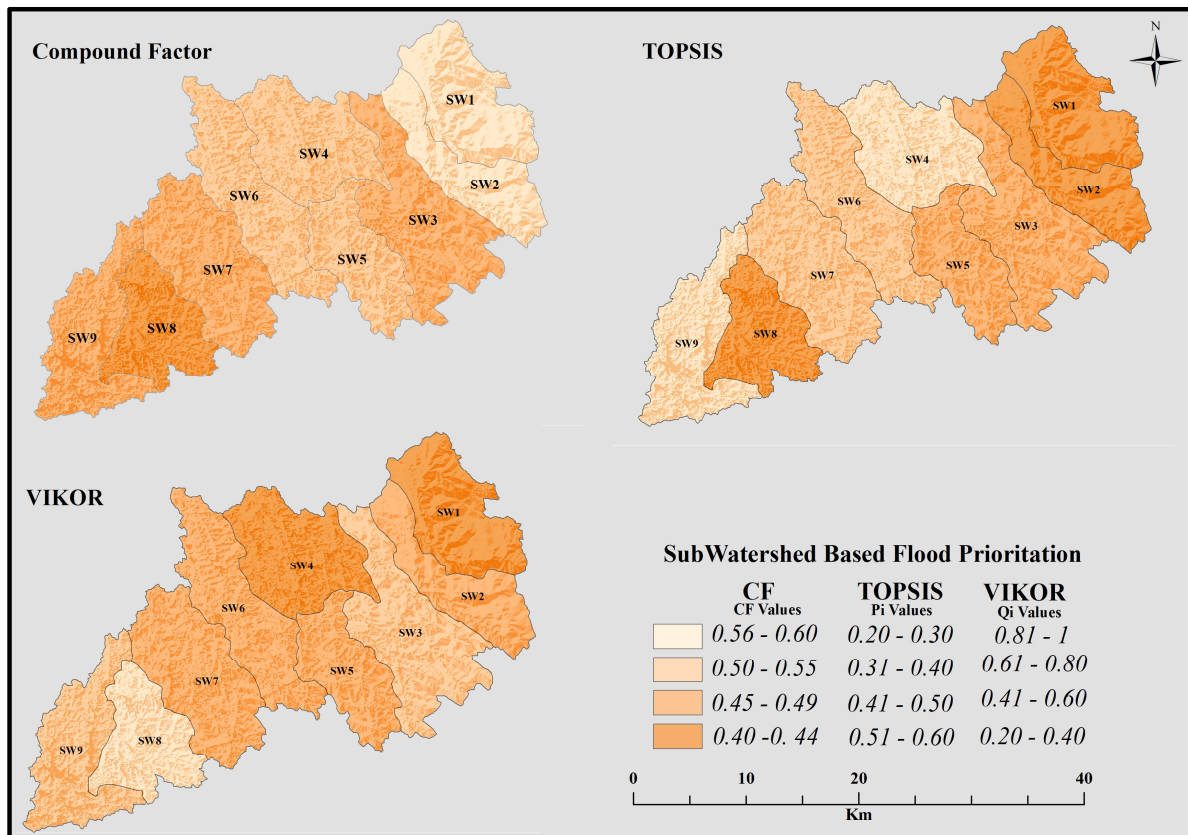 Compound Factor
SW1
SW2
SW3
SW4
SW5
SW6
SW7
SW8
SW9
TOPSIS
N
SW1
SW2
SW3
SW4
SW5
SW6
SW7
SW8
SW9
VIKOR
SW1
SW2
SW3
SW4
SW5
SW6
SW7
SW8
SW9
SubWatershed Based Flood Prioritation
CF TOPSIS VIKOR
CF Values Pi Values Qi Values
0.56 - 0.60 0.20 - 0.30 0.81 - 1
0.50 - 0.55 0.31 - 0.40 0.61 - 0.80
0.45 - 0.49 0.41 - 0.50 0.41 - 0.60
0.40 -0. 44 0.51 - 0.60 0.20 - 0.40
0 10 20 40
Km